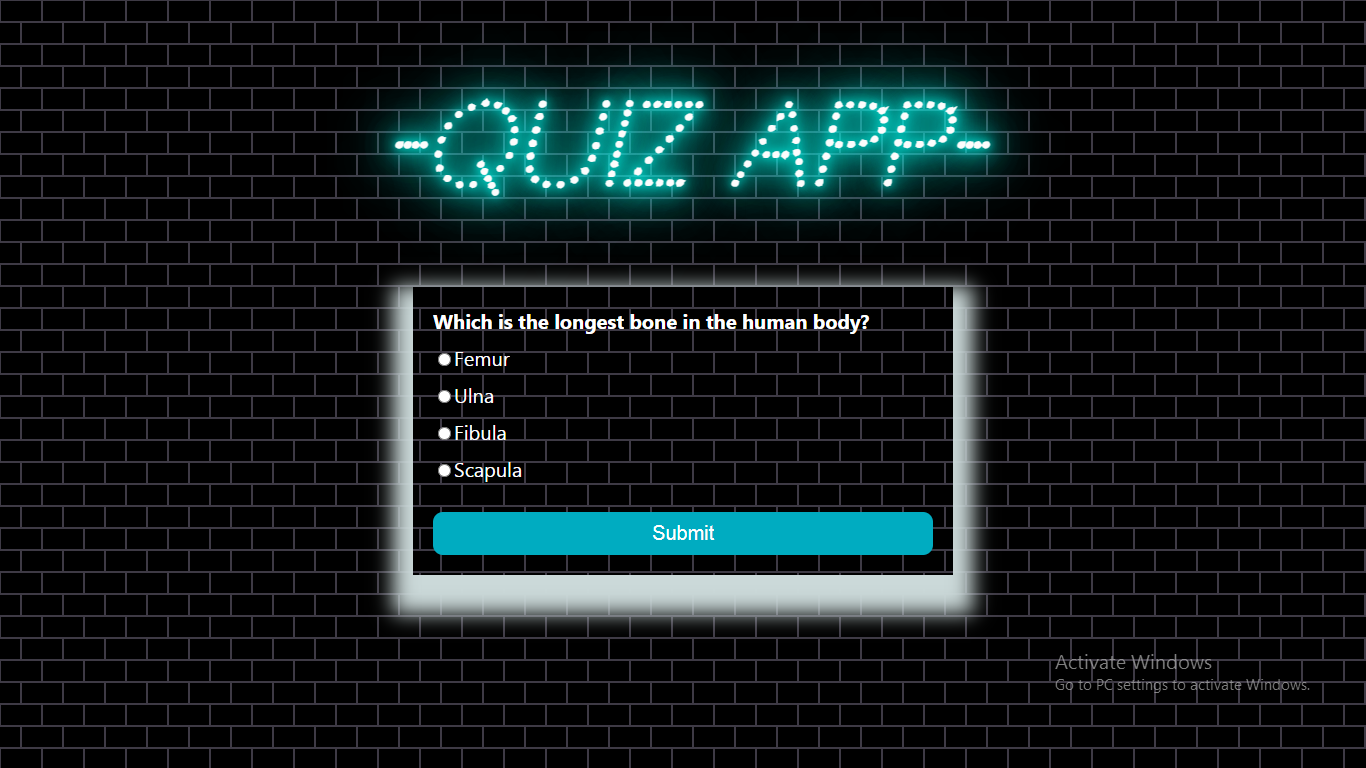 -QUIZ APP-
Which is the longest bone in the human body?
Femur
Ulna
Fibula
Scapula
Submit
Activate Windows
Go to PC settings to activate Windows.